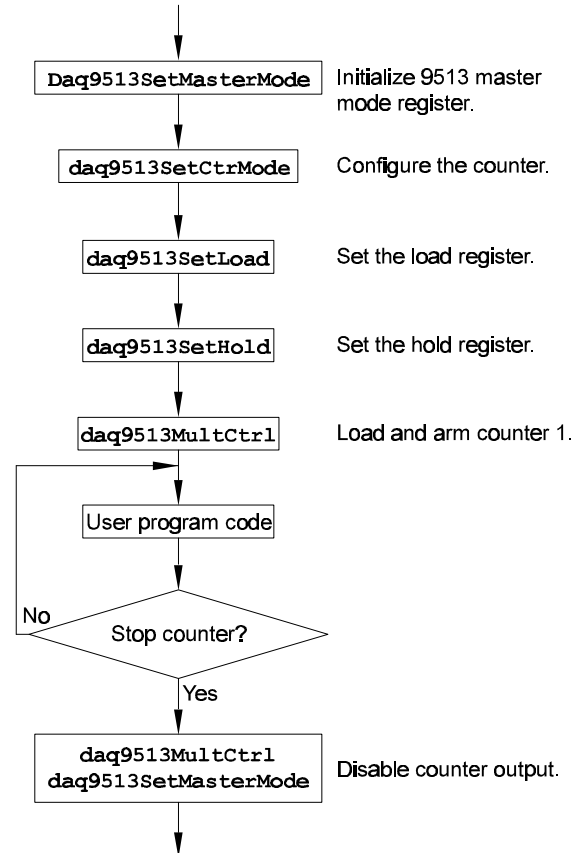 Daq9513SetMasterMode
Initialize 9513 master
mode register.
daq9513SetCtrMode
Configure the counter.
daq9513SetLoad
Set the load register.
daq9513SetHold
Set the hold register.
daq9513MultCtrl
Load and arm counter 1.
User program code
No
Stop counter?
Yes
daq9513MultCtrl
daq9513SetMasterMode
Disable counter output.